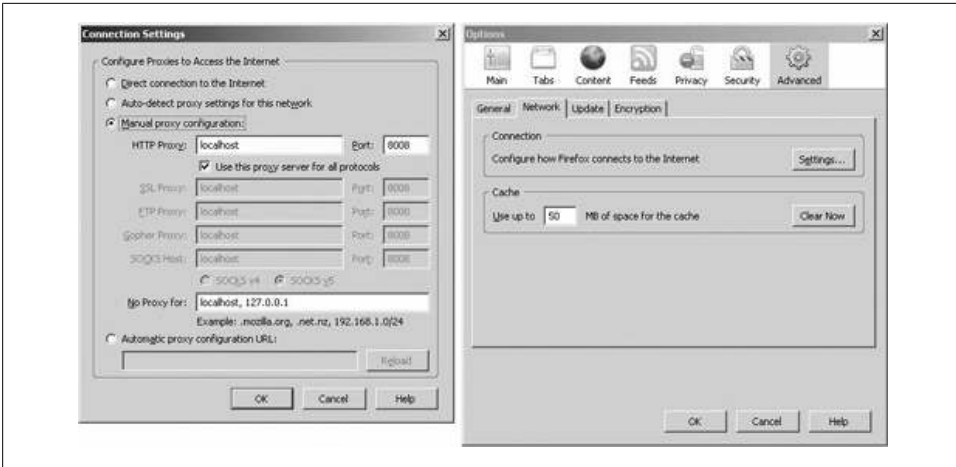 Connection Settings
Configure Proxies to Access the Internet
Direct connection to the Internet
Auto-detect proxy settings for this network
Manual proxy configuration:
HTTP Proxy: localhost Port: 8008
Use this proxy server for all protocols
SSL Proxy: localhost Port: 8008
FTP Proxy: localhost Port: 8008
Gopher Proxy: localhost Port: 8008
SOCKS Host: localhost Port: 8008
SOCKS v4 SOCKS v5
No Proxy for: localhost, 127.0.0.1
Example: .mozilla.org, .net.nz, 192.168.1.0/24
Automatic proxy configuration URL:
Reload
OK Cancel Help
Options
Main Tabs Content Feeds Privacy Security Advanced
General Network Update Encryption
Connection
Configure how Firefox connects to the Internet Settings...
Cache
Use up to 50 MB of space for the cache Clear Now
OK Cancel Help